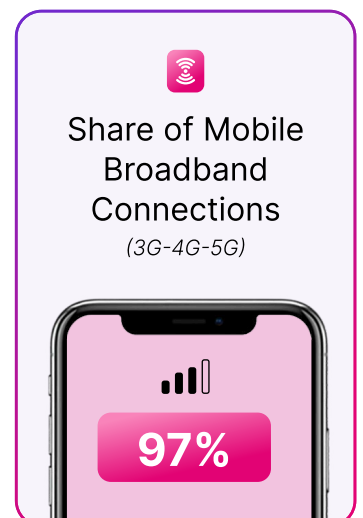 Share of Mobile
Broadband
Connections
(3G-4G-5G)
97%